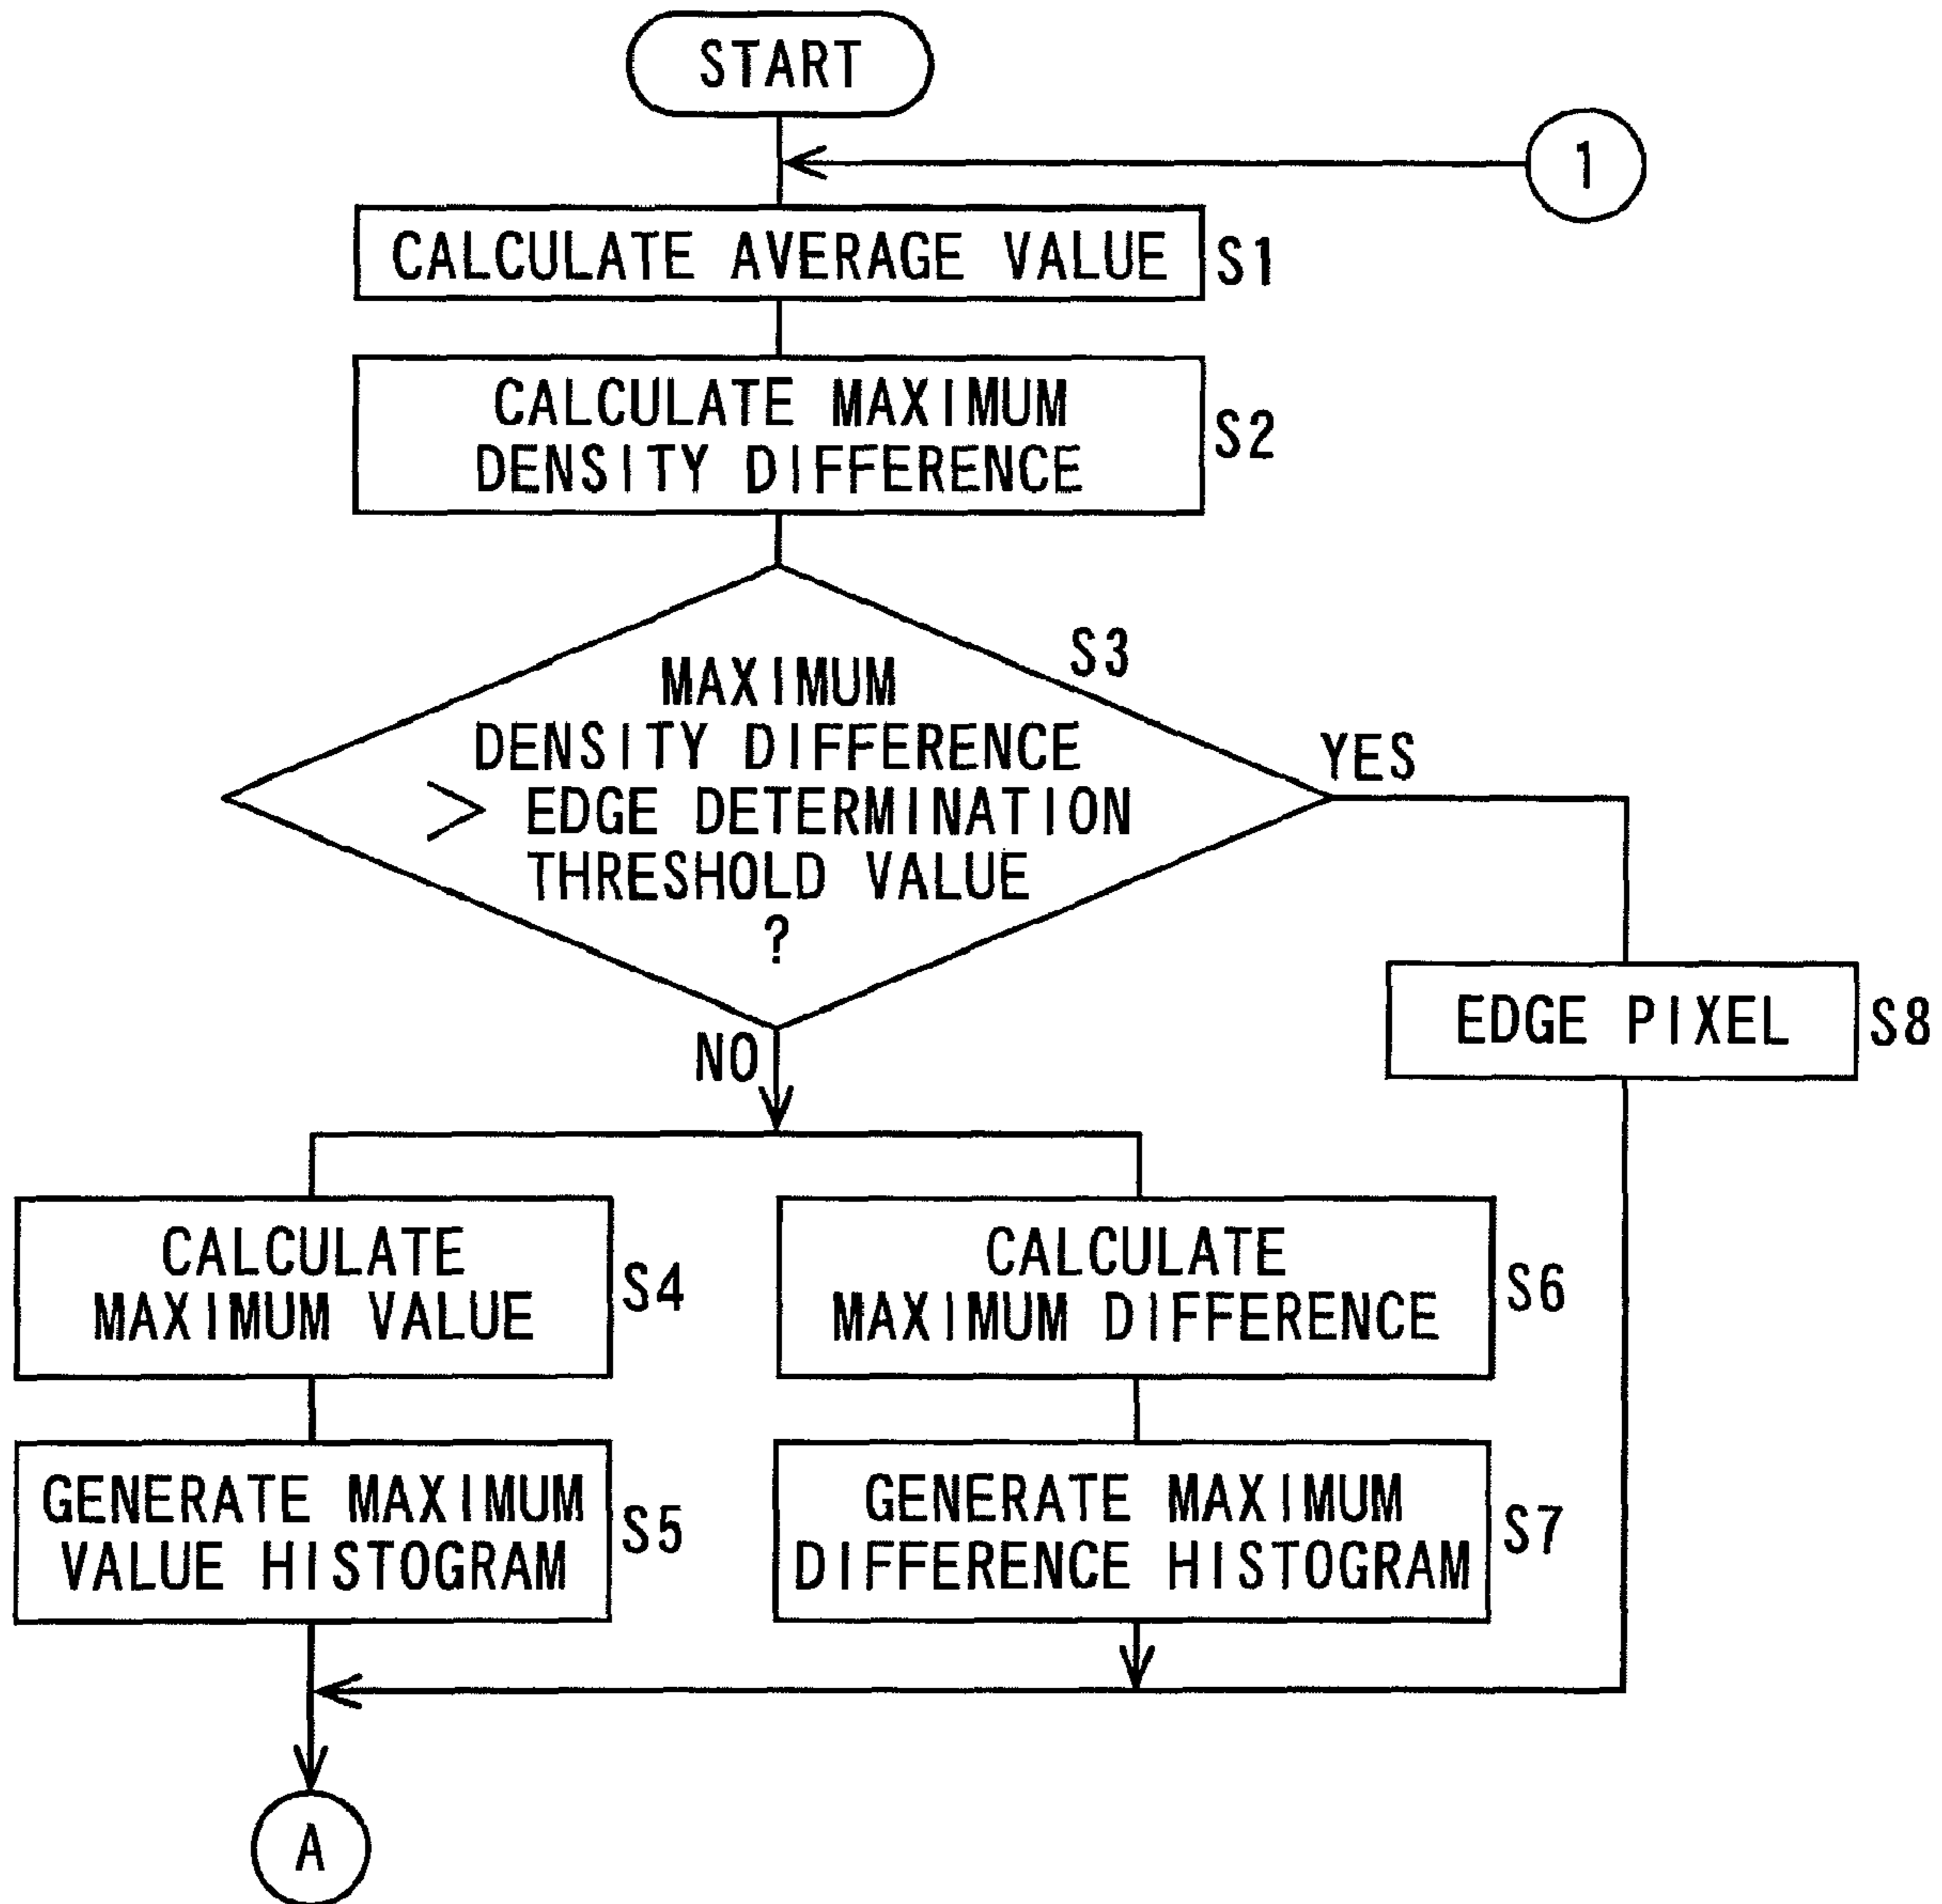 START
1
CALCULATE AVERAGE VALUE
S1
CALCULATE MAXIMUM
DENSITY DIFFERENCE
S2
S3
MAXIMUM
DENSITY DIFFERENCE
> EDGE DETERMINATION
THRESHOLD VALUE
?
YES
NO
EDGE PIXEL
S8
CALCULATE
MAXIMUM VALUE
S4
CALCULATE
MAXIMUM DIFFERENCE
S6
GENERATE MAXIMUM
VALUE HISTOGRAM
S5
GENERATE MAXIMUM
DIFFERENCE HISTOGRAM
S7
A